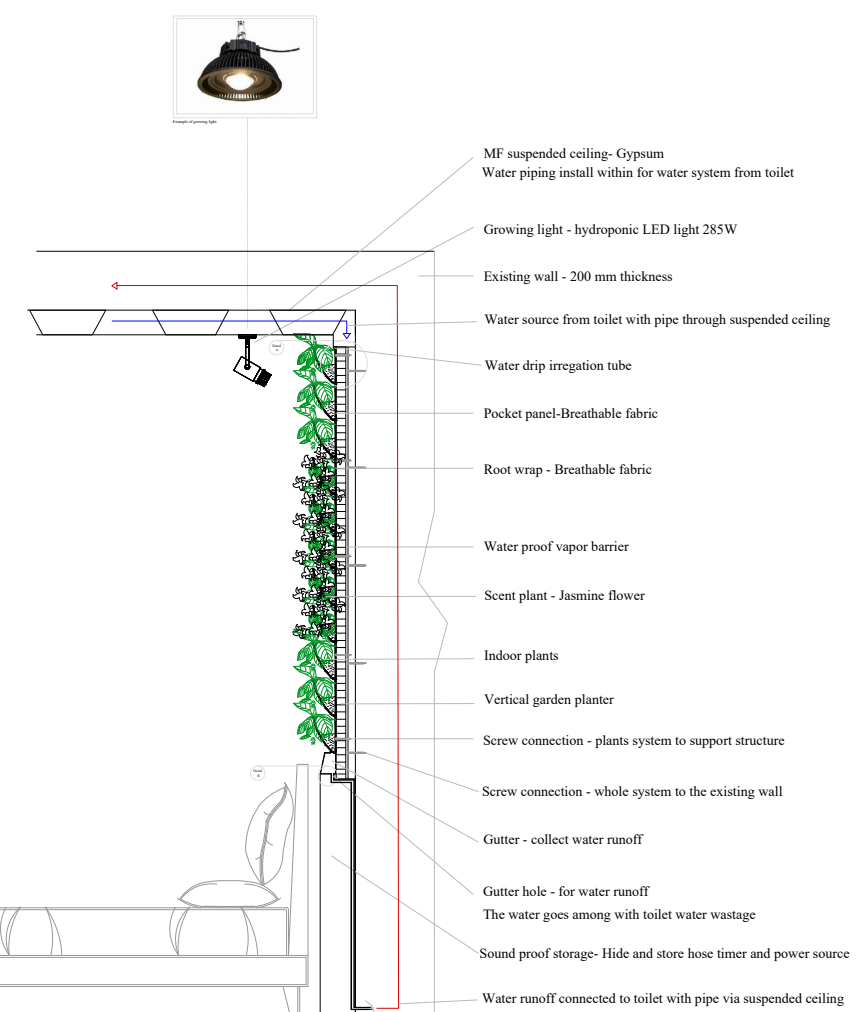 Example of growing light
MF suspended ceiling- Gypsum
Water piping install within for water system from toilet
Growing light - hydroponic LED light 285W
Existing wall - 200 mm thickness
Water source from toilet with pipe through suspended ceiling
Detail
A
Water drip irregation tube
Pocket panel-Breathable fabric
Root wrap - Breathable fabric
Water proof vapor barrier
Scent plant - Jasmine flower
Indoor plants
Vertical garden planter
Screw connection - plants system to support structure
Detail
B
Screw connection - whole system to the existing wall
Gutter - collect water runoff
Gutter hole - for water runoff
The water goes among with toilet water wastage
Sound proof storage- Hide and store hose timer and power source
Water runoff connected to toilet with pipe via suspended ceiling